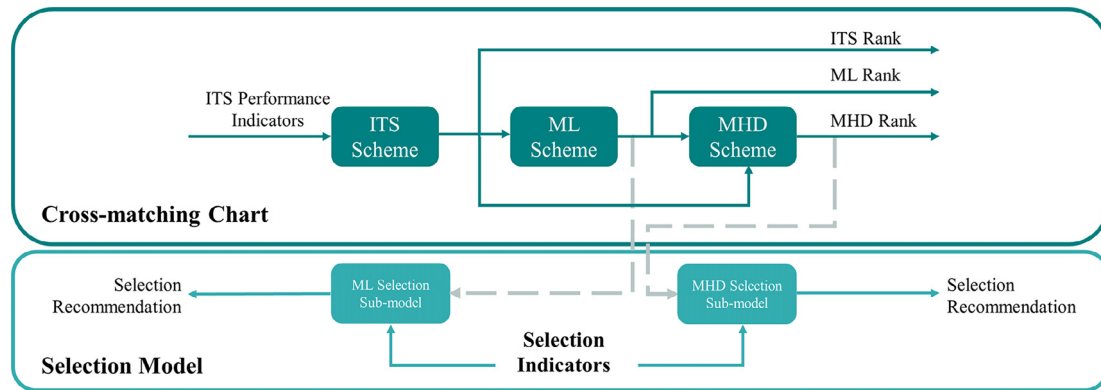 ITS Rank
ML Rank
MHD Rank
ITS Performance
Indicators
ITS
Scheme
ML
Scheme
MHD
Scheme
Cross-matching Chart
Selection
Recommendation
ML Selection
Sub-model
MHD Selection
Sub-model
Selection
Recommendation
Selection
Indicators
Selection Model